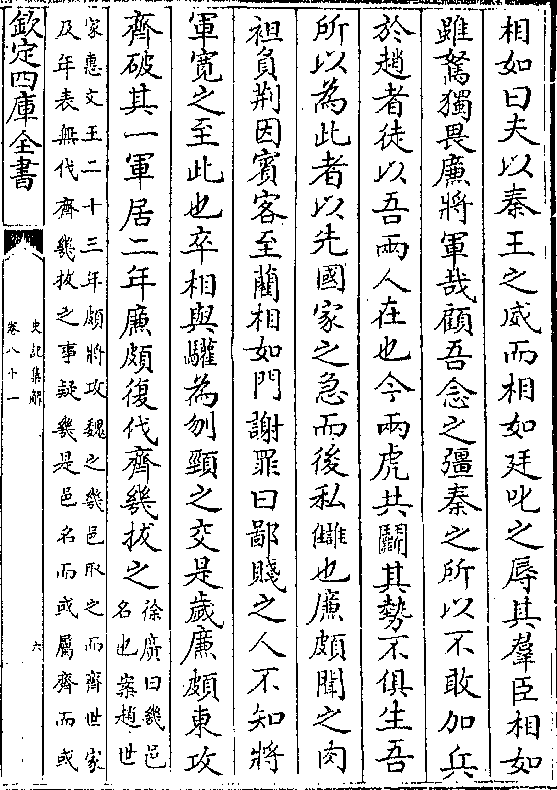 相如曰夫以秦王之威而相如廷叱之辱其羣臣相如
雖駑獨畏廉將軍哉顧吾念之彊秦之所以不敢加兵
於趙者徒以吾兩人在也今兩虎共鬭其勢不俱生吾
所以為此者以先國家之急而後私讎也廉頗聞之肉
袒負荆因賓客至藺相如門謝罪曰鄙賤之人不知將
軍寛之至此也卒相與驩為刎頸之交是歲廉頗東攻
齊破其一軍居二年廉頗復伐齊幾拔之
徐廣曰幾邑
名也案趙世
家惠文王二十三年頗將攻魏之幾邑取之而齊世家
及年表無伐齊幾拔之事疑幾是邑名而或屬齊而或
欽定四庫全書
史記集解
卷八十一
六